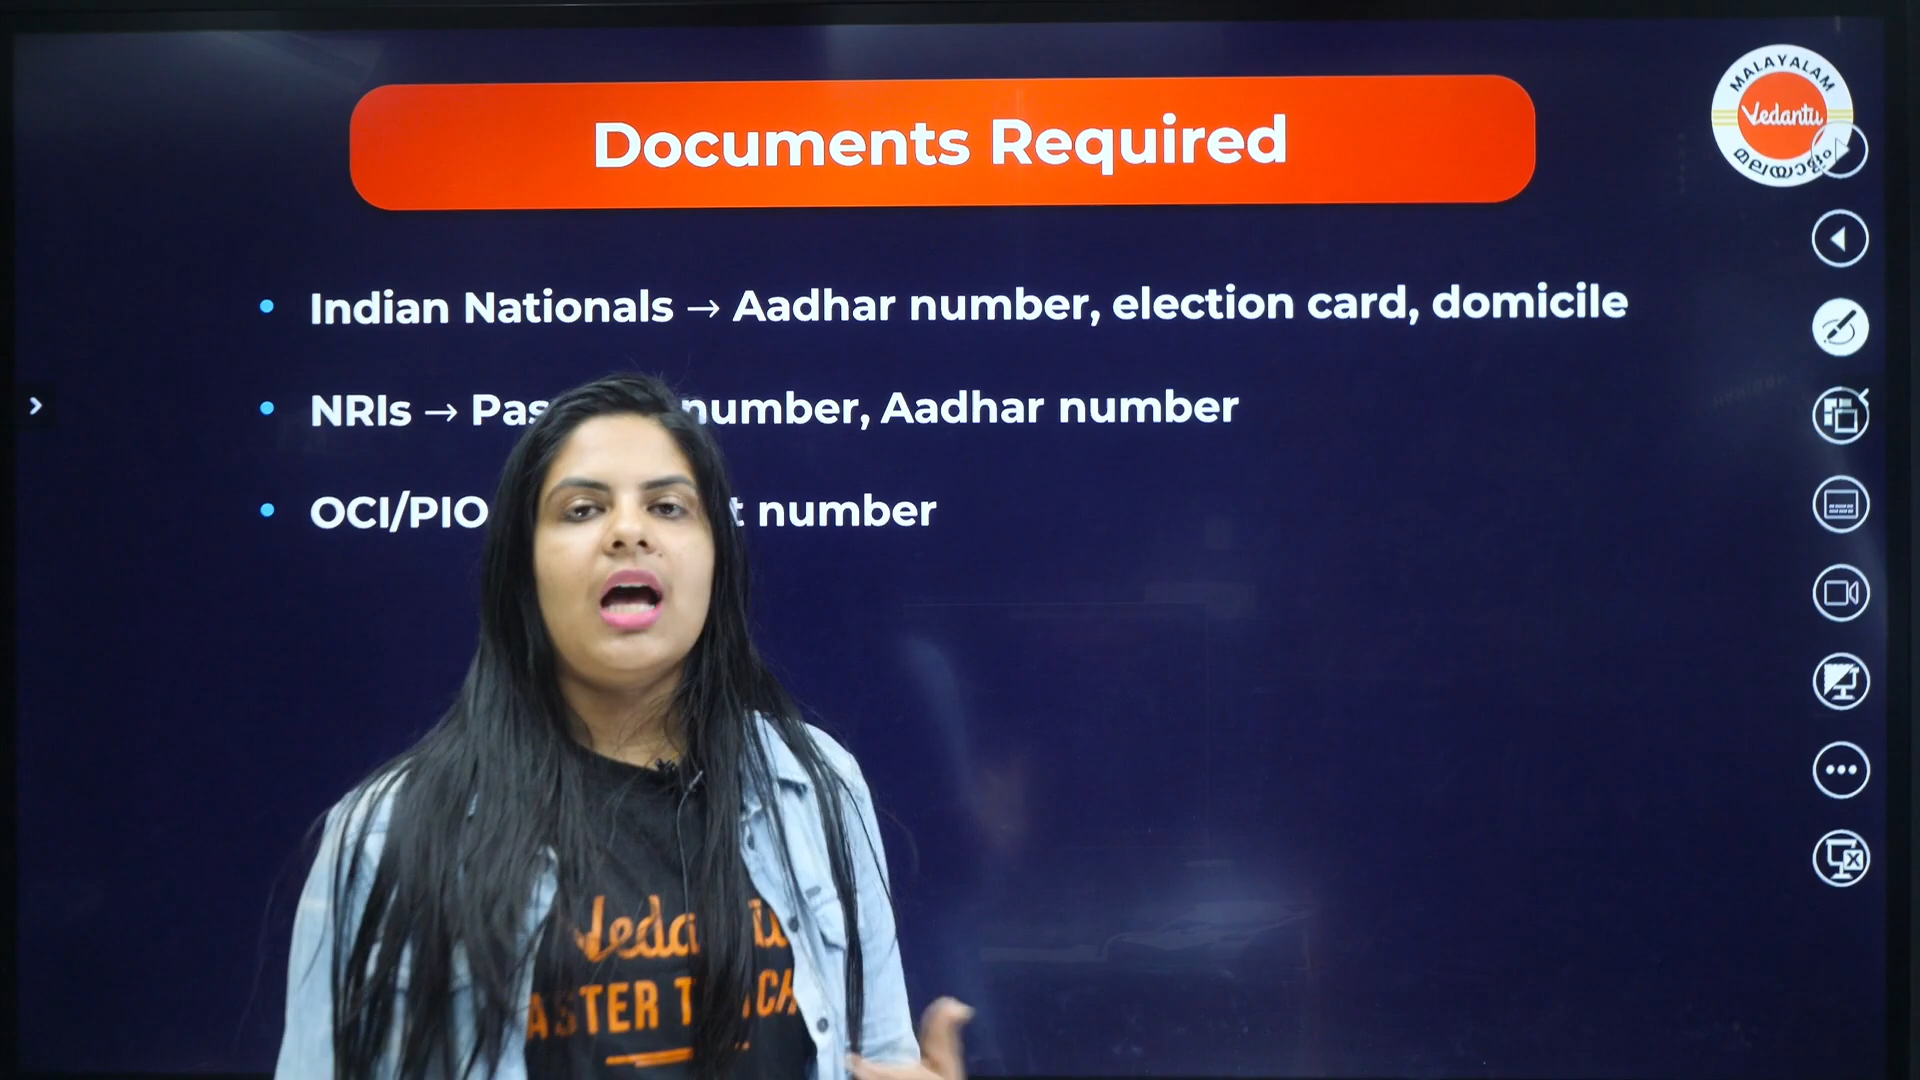 Documents Required
MALAYALAM
Vedantu
മലയാളം
• Indian Nationals → Aadhar number, election card, domicile
• NRIs → number, Aadhar number
• OCI/PIO number